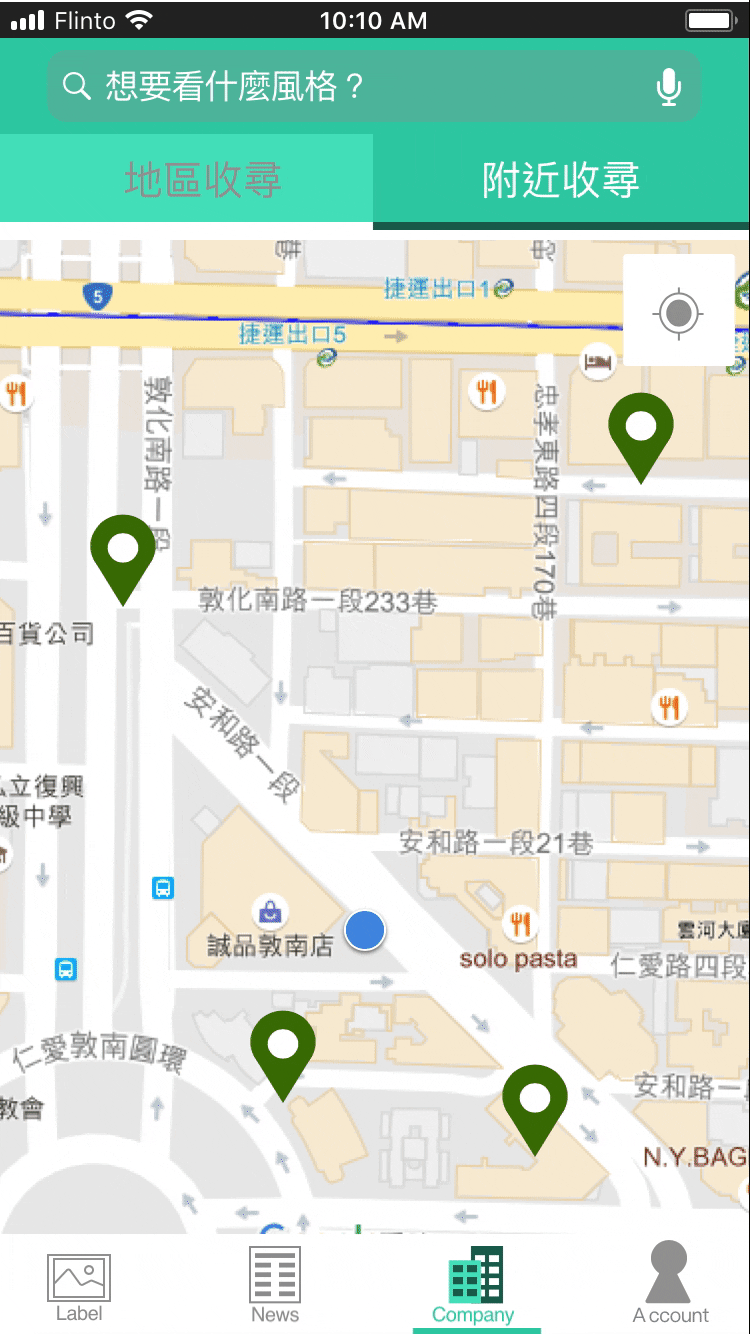 Flinto
10:10 AM
想要看什麼風格？
地區收尋
附近收尋
巷
5
捷運出口1
捷運出口5
敦化南路一段
忠孝東路四段170巷
敦化南路一段233巷
百貨公司
安和路一段
私立復興
級中學
安和路一段21巷
誠品敦南店
solo pasta
雲河大廈
仁愛路四段
仁愛敦南圓環
安和路一
教會
N.Y.BAG
Label
News
Company
Account